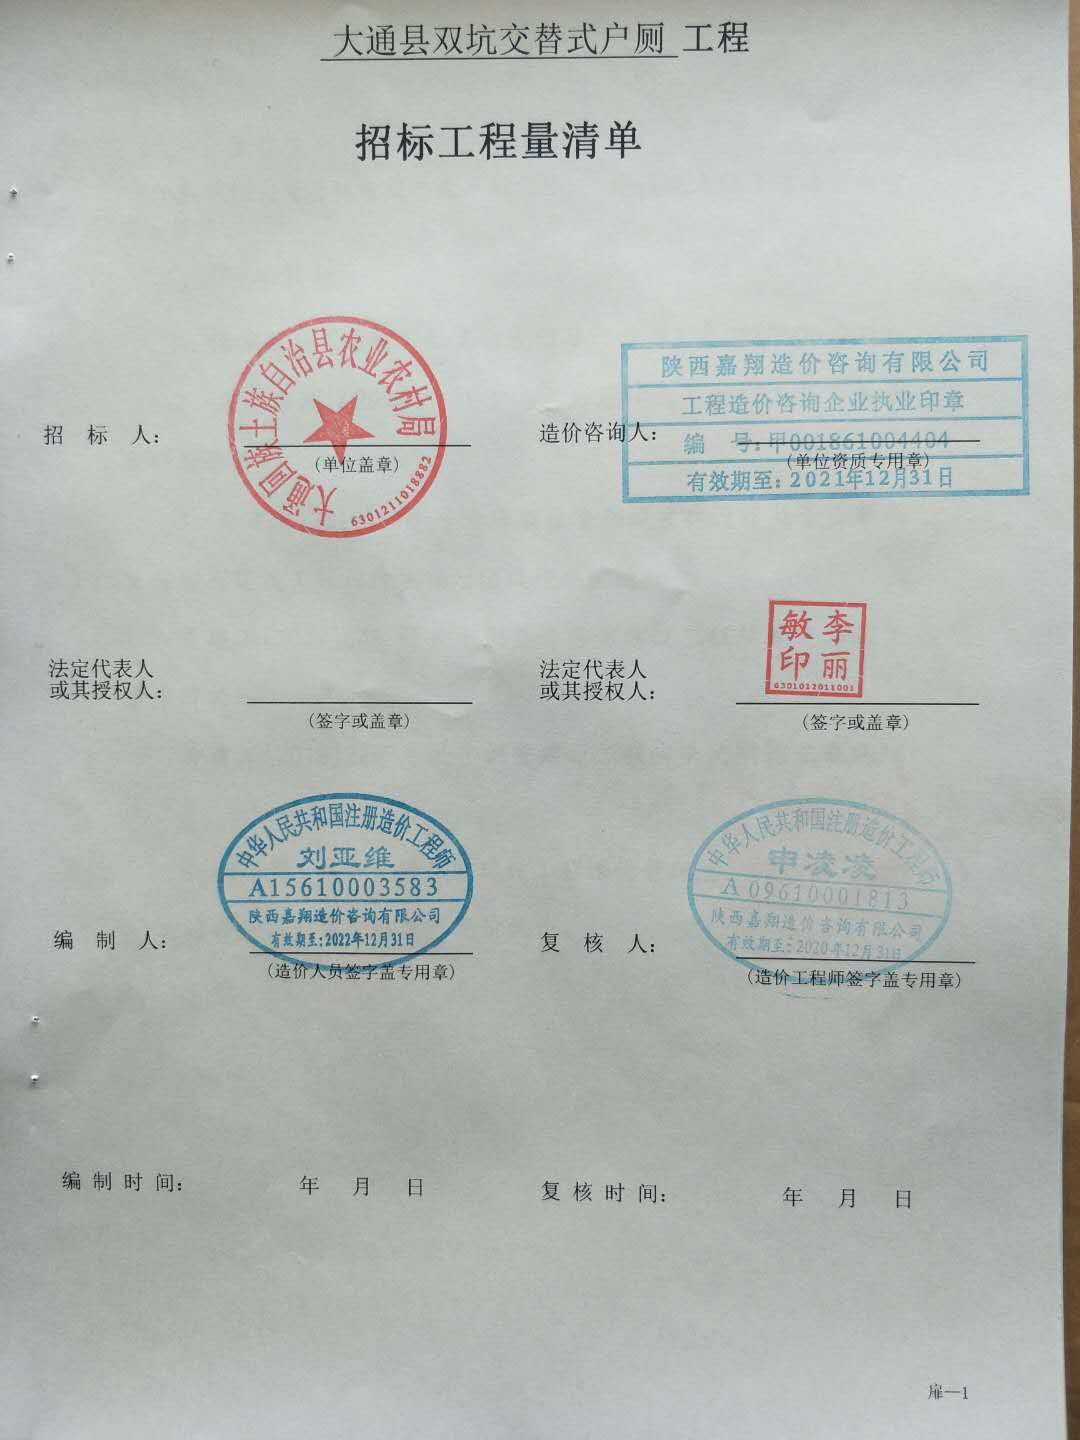 大通县双坑交替式户厕 工程
招标工程量清单
大通回族土族自治县农业农村局
6301211018882
招 标 人：
(单位盖章)
造价咨询人：
陕西嘉翔造价咨询有限公司
工程造价咨询企业执业印章
编 号：甲001861004404
(单位资质专用章)
有效期至：2021年12月31日
法定代表人
或其授权人：
(签字或盖章)
法定代表人
或其授权人：
李丽敏印
6301012011001
(签字或盖章)
中华人民共和国注册造价工程师
刘亚维
A15610003583
陕西嘉翔造价咨询有限公司
有效期至：2022年12月31日
编 制 人：
(造价人员签字盖专用章)
中华人民共和国注册造价工程师
申凌凌
A 09610001813
陕西嘉翔造价咨询有限公司
有效期至：2020年12月31日
复 核 人：
(造价工程师签字盖专用章)
编 制 时 间： 年 月 日
复 核 时 间： 年 月 日
扉—1